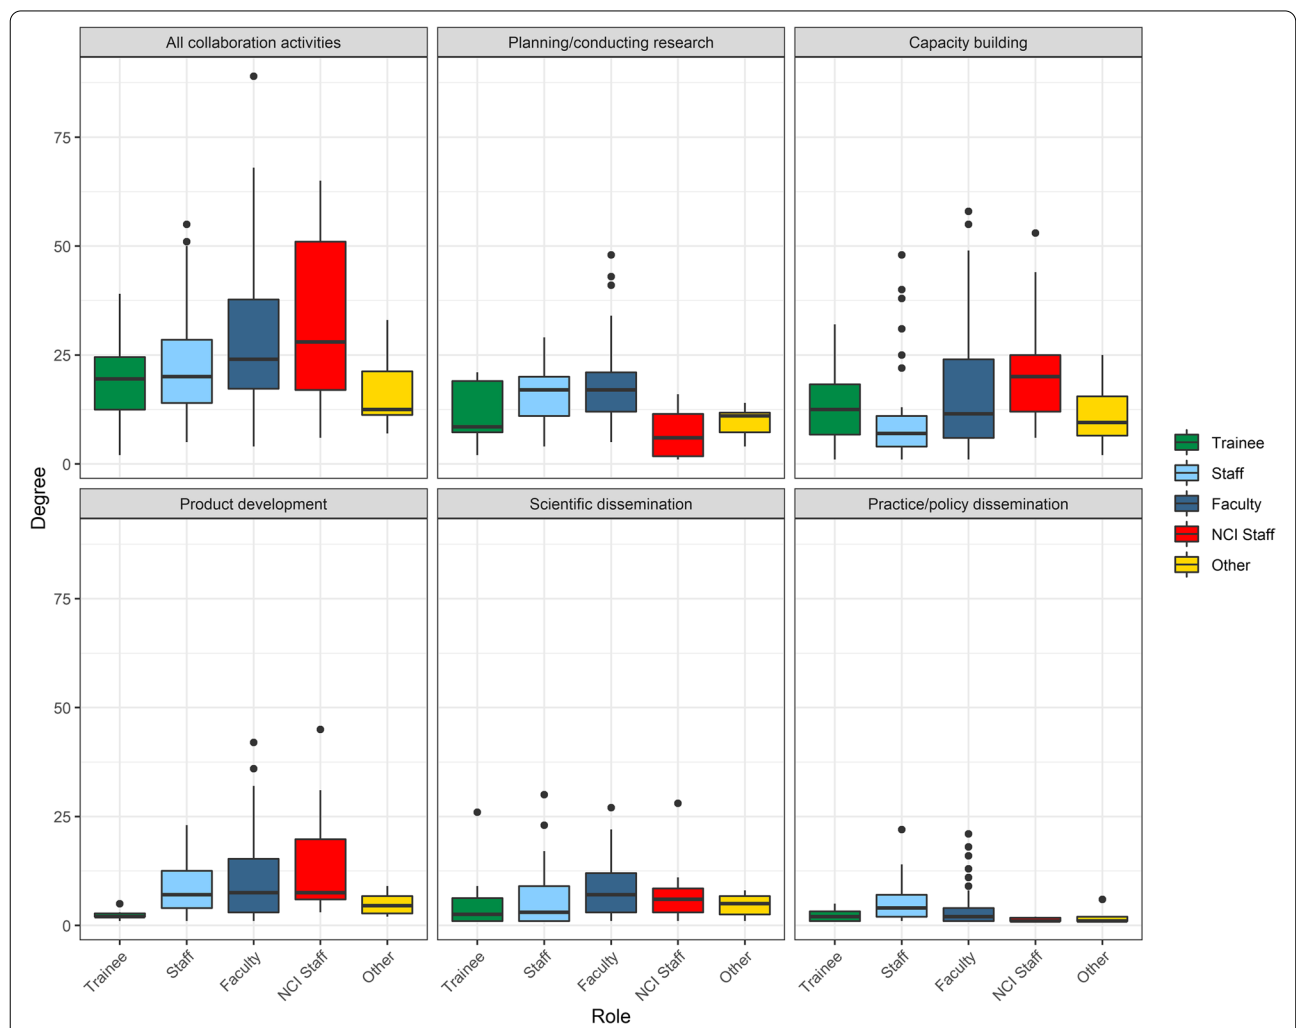 All collaboration activities
Planning/conducting research
Capacity building
75
50
25
0
Degree
Product development
Scientific dissemination
Practice/policy dissemination
75
50
25
0
Trainee
Staff
Faculty
NCI Staff
Other
Trainee
Staff
Faculty
NCI Staff
Other
Trainee
Staff
Faculty
NCI Staff
Other
Role
Trainee
Staff
Faculty
NCI Staff
Other